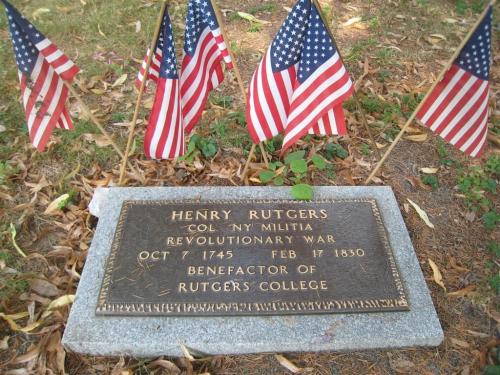 HENRY RUTGERS
COL NY MILITIA
REVOLUTIONARY WAR
OCT 7 1745 FEB 17 1830
BENEFACTOR OF
RUTGERS COLLEGE